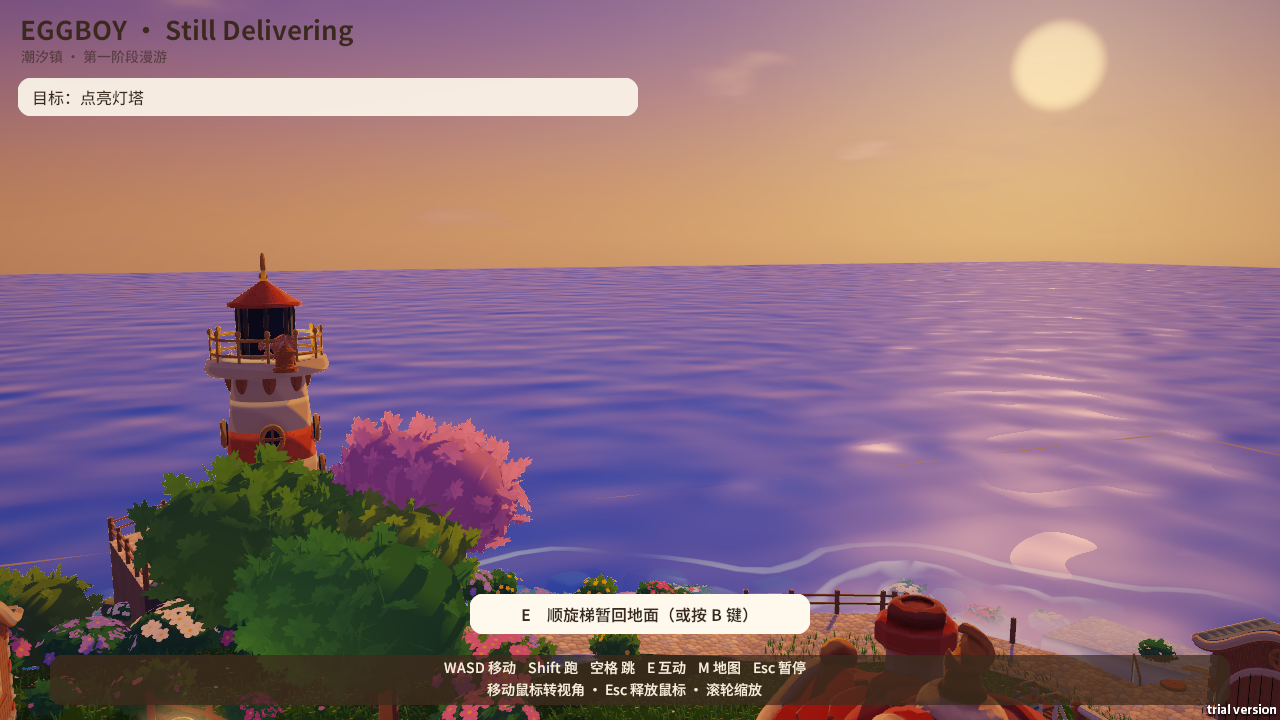 EGGBOY · Still Delivering
潮汐镇 · 第一阶段漫游
目标：点亮灯塔
E 顺旋梯暂回地面（或按 B 键）
WASD 移动 Shift 跑 空格 跳 E 互动 M 地图 Esc 暂停
移动鼠标转视角 · Esc 释放鼠标 · 滚轮缩放
trial version